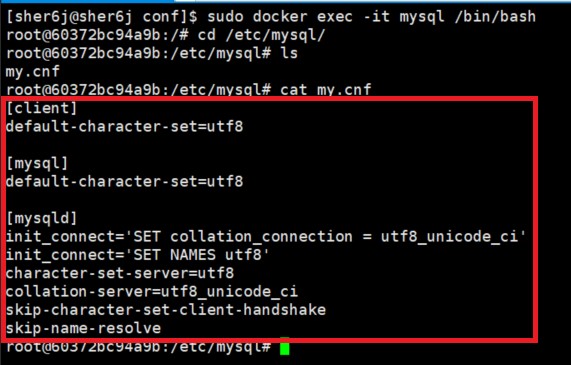 [sher6j@sher6j conf]$ sudo docker exec -it mysql /bin/bash
root@60372bc94a9b:/# cd /etc/mysql/
root@60372bc94a9b:/etc/mysql# ls
my.cnf
root@60372bc94a9b:/etc/mysql# cat my.cnf
[client]
default-character-set=utf8

[mysql]
default-character-set=utf8

[mysqld]
init_connect='SET collation_connection = utf8_unicode_ci'
init_connect='SET NAMES utf8'
character-set-server=utf8
collation-server=utf8_unicode_ci
skip-character-set-client-handshake
skip-name-resolve
root@60372bc94a9b:/etc/mysql#